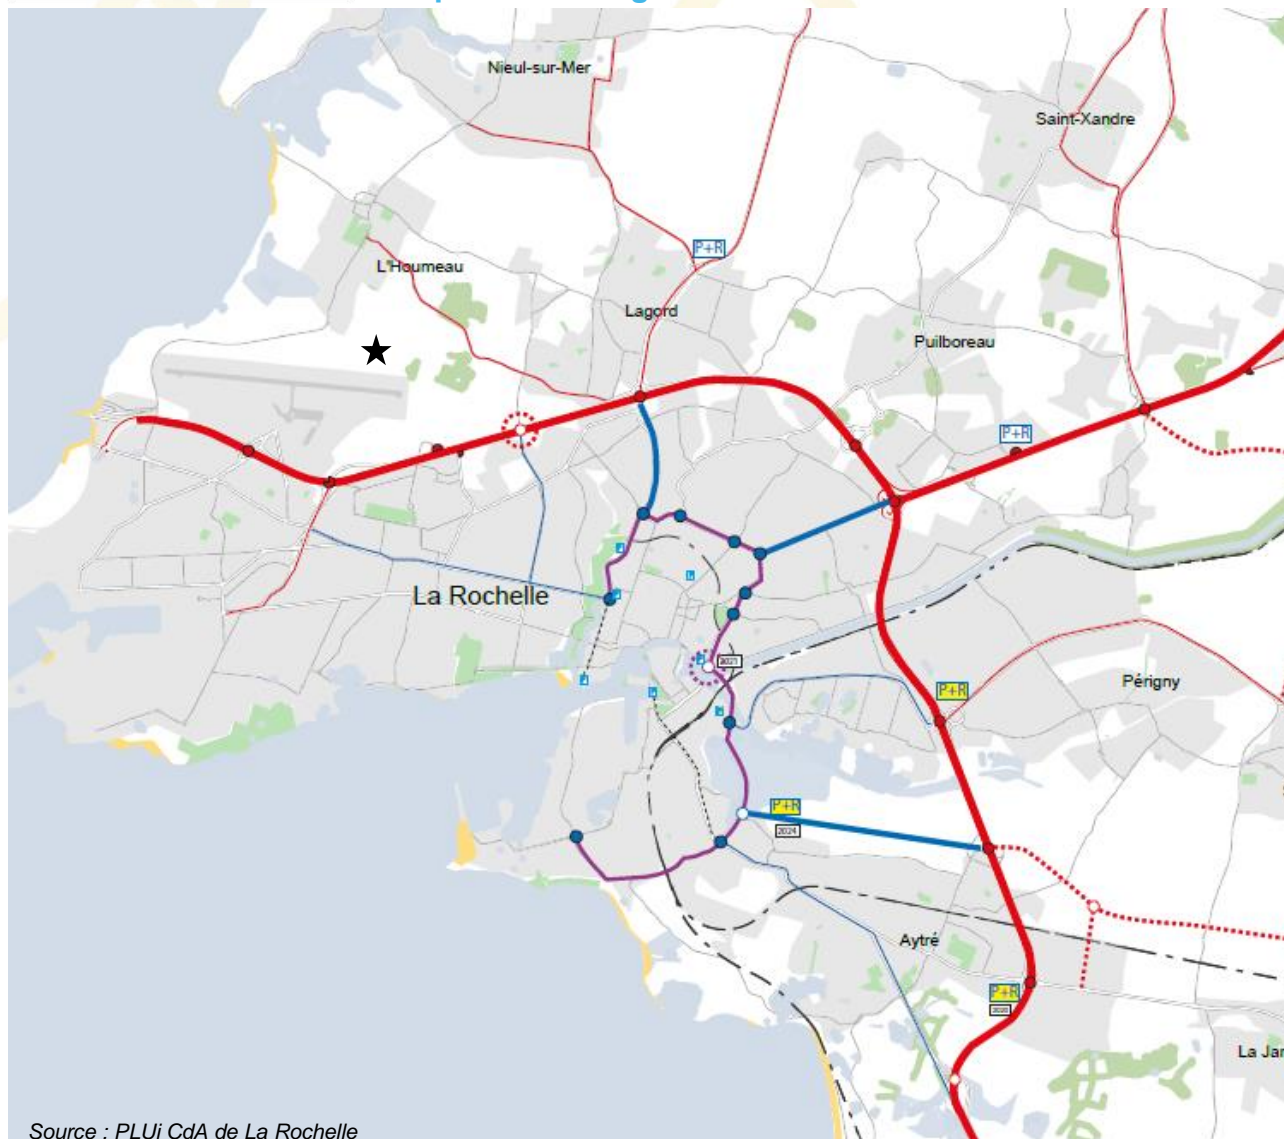 Nieul-sur-Mer
Saint-Xandre
P+R
L'Houmeau
Lagord
Puilboreau
P+R
La Rochelle
2021
Périgny
P+R
P+R
2024
Aytré
P+R
La Jar
Source : PLUi CdA de La Rochelle